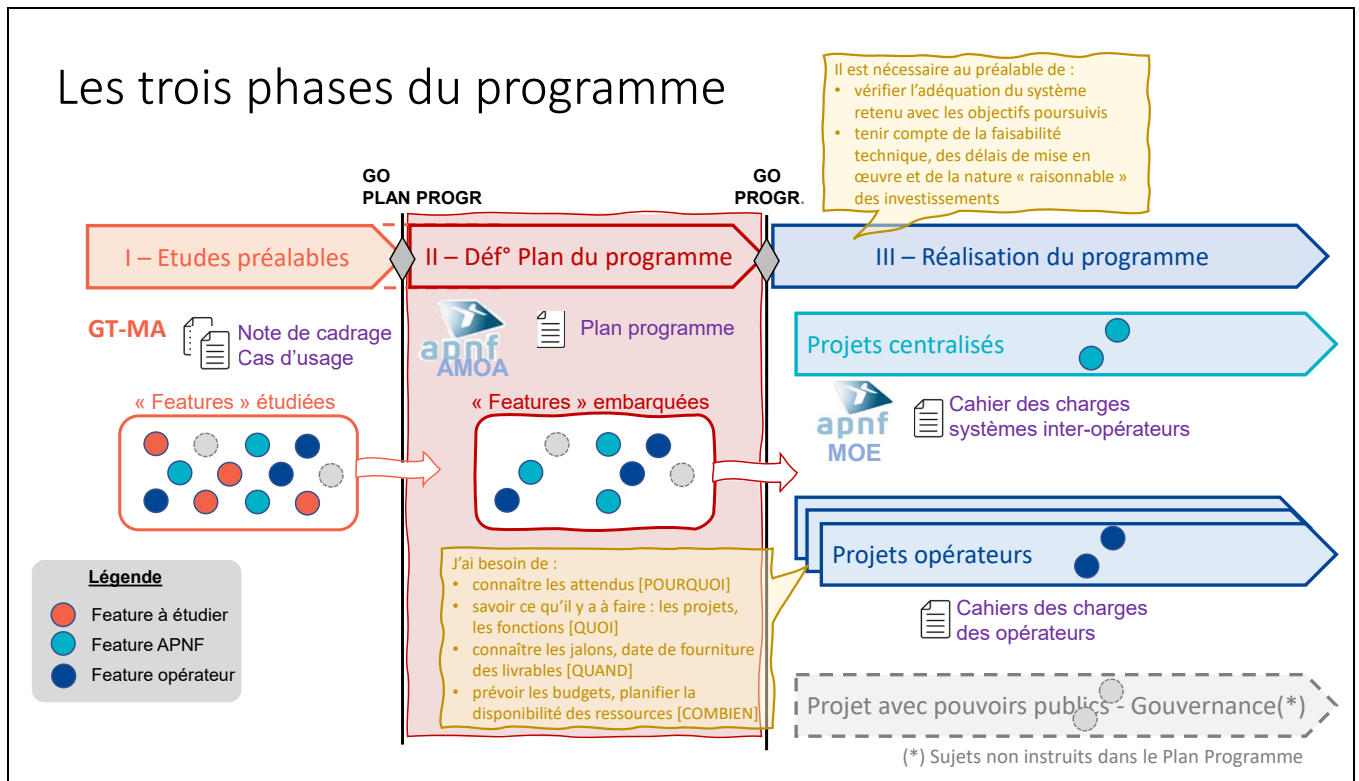 Les trois phases du programme
Il est nécessaire au préalable de :
• vérifier l’adéquation du système
retenu avec les objectifs poursuivis
• tenir compte de la faisabilité
technique, des délais de mise en
œuvre et de la nature « raisonnable »
des investissements
GO
PLAN PROGR
GO
PROGR.
I – Etudes préalables
II – Déf° Plan du programme
III – Réalisation du programme
GT-MA
Note de cadrage
Cas d’usage
apnf
AMOA
Plan programme
Projets centralisés
« Features » étudiées
« Features » embarquées
apnf
MOE
Cahier des charges
systèmes inter-opérateurs
Projets opérateurs
J’ai besoin de :
• connaître les attendus [POURQUOI]
• savoir ce qu’il y a à faire : les projets,
les fonctions [QUOI]
• connaître les jalons, date de fourniture
des livrables [QUAND]
• prévoir les budgets, planifier la
disponibilité des ressources [COMBIEN]
Légende
Feature à étudier
Feature APNF
Feature opérateur
Cahiers des charges
des opérateurs
Projet avec pouvoirs publics - Gouvernance(*)
(*) Sujets non instruits dans le Plan Programme